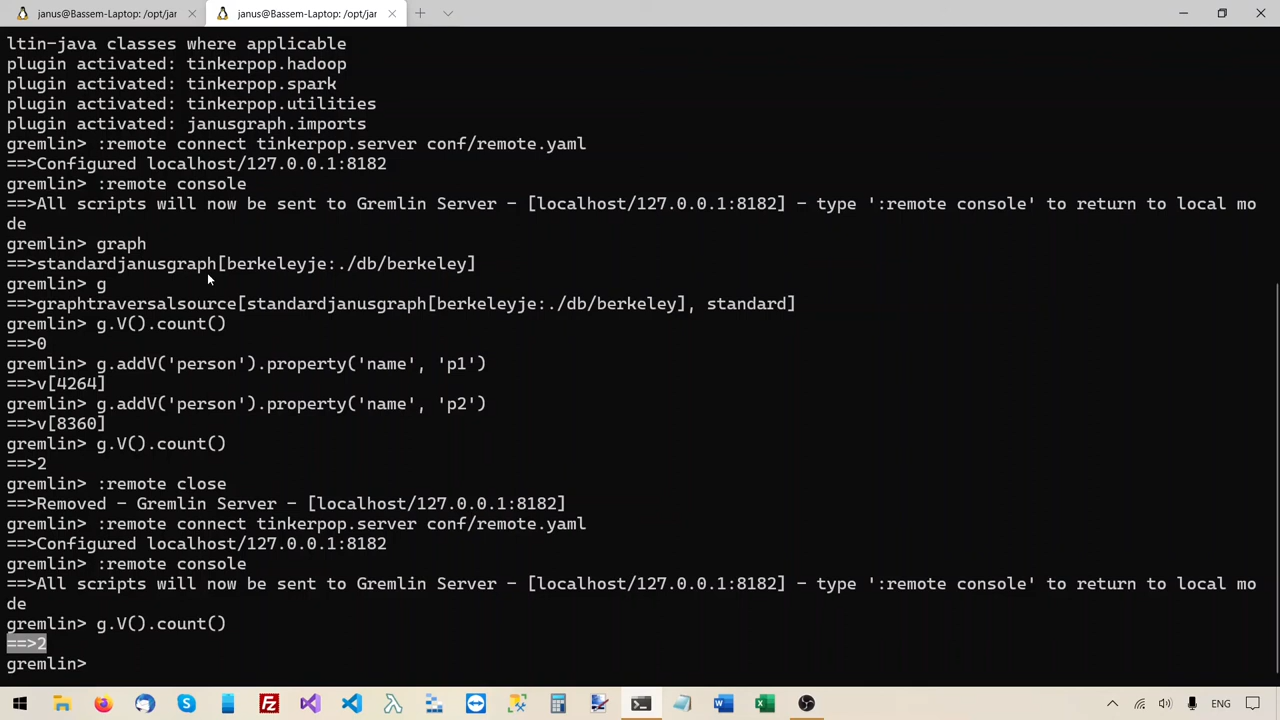 janus@Bassem-Laptop: /opt/jar
janus@Bassem-Laptop: /opt/jar
ltin-java classes where applicable
plugin activated: tinkerpop.hadoop
plugin activated: tinkerpop.spark
plugin activated: tinkerpop.utilities
plugin activated: janusgraph.imports
gremlin> :remote connect tinkerpop.server conf/remote.yaml
==>Configured localhost/127.0.0.1:8182
gremlin> :remote console
==>All scripts will now be sent to Gremlin Server - [localhost/127.0.0.1:8182] - type ':remote console' to return to local mo
de
gremlin> graph
==>standardjanusgraph[berkeleyje:./db/berkeley]
gremlin> g
==>graphtraversalsource[standardjanusgraph[berkeleyje:./db/berkeley], standard]
gremlin> g.V().count()
==>0
gremlin> g.addV('person').property('name', 'p1')
==>v[4264]
gremlin> g.addV('person').property('name', 'p2')
==>v[8360]
gremlin> g.V().count()
==>2
gremlin> :remote close
==>Removed - Gremlin Server - [localhost/127.0.0.1:8182]
gremlin> :remote connect tinkerpop.server conf/remote.yaml
==>Configured localhost/127.0.0.1:8182
gremlin> :remote console
==>All scripts will now be sent to Gremlin Server - [localhost/127.0.0.1:8182] - type ':remote console' to return to local mo
de
gremlin> g.V().count()
==>2
gremlin>
ENG